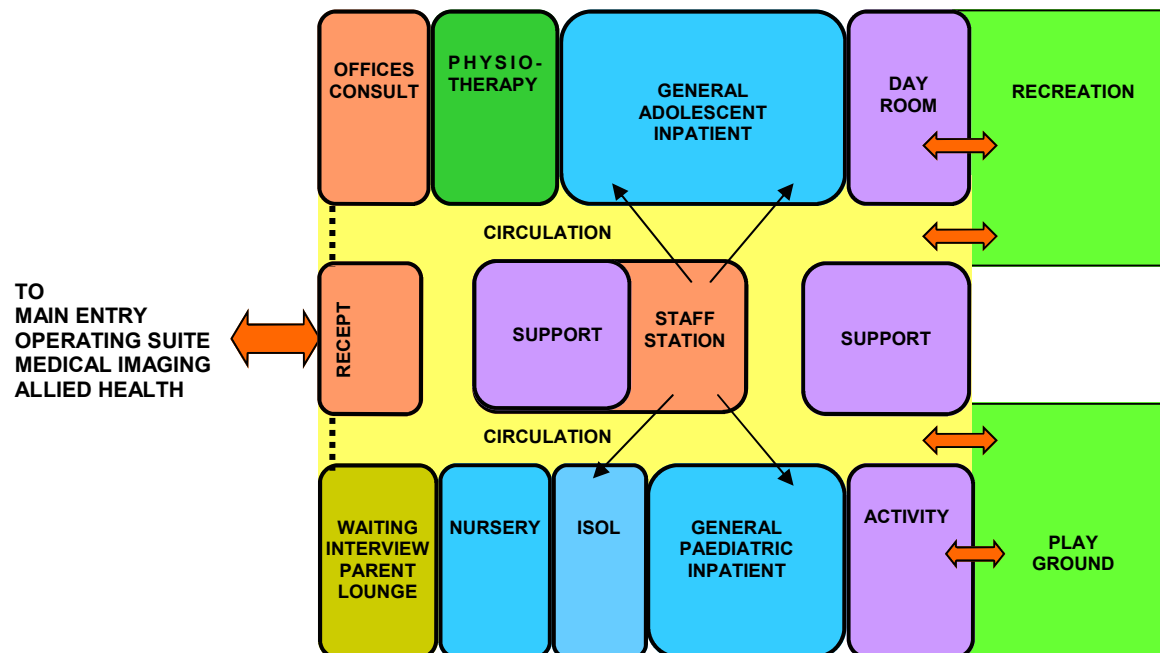 OFFICES
CONSULT
PHYSIO-
THERAPY
GENERAL
ADOLESCENT
INPATIENT
DAY
ROOM
RECREATION
CIRCULATION
TO
MAIN ENTRY
OPERATING SUITE
MEDICAL IMAGING
ALLIED HEALTH
RECEPT
SUPPORT
STAFF
STATION
SUPPORT
CIRCULATION
WAITING
INTERVIEW
PARENT
LOUNGE
NURSERY
ISOL
GENERAL
PAEDIATRIC
INPATIENT
ACTIVITY
PLAY
GROUND